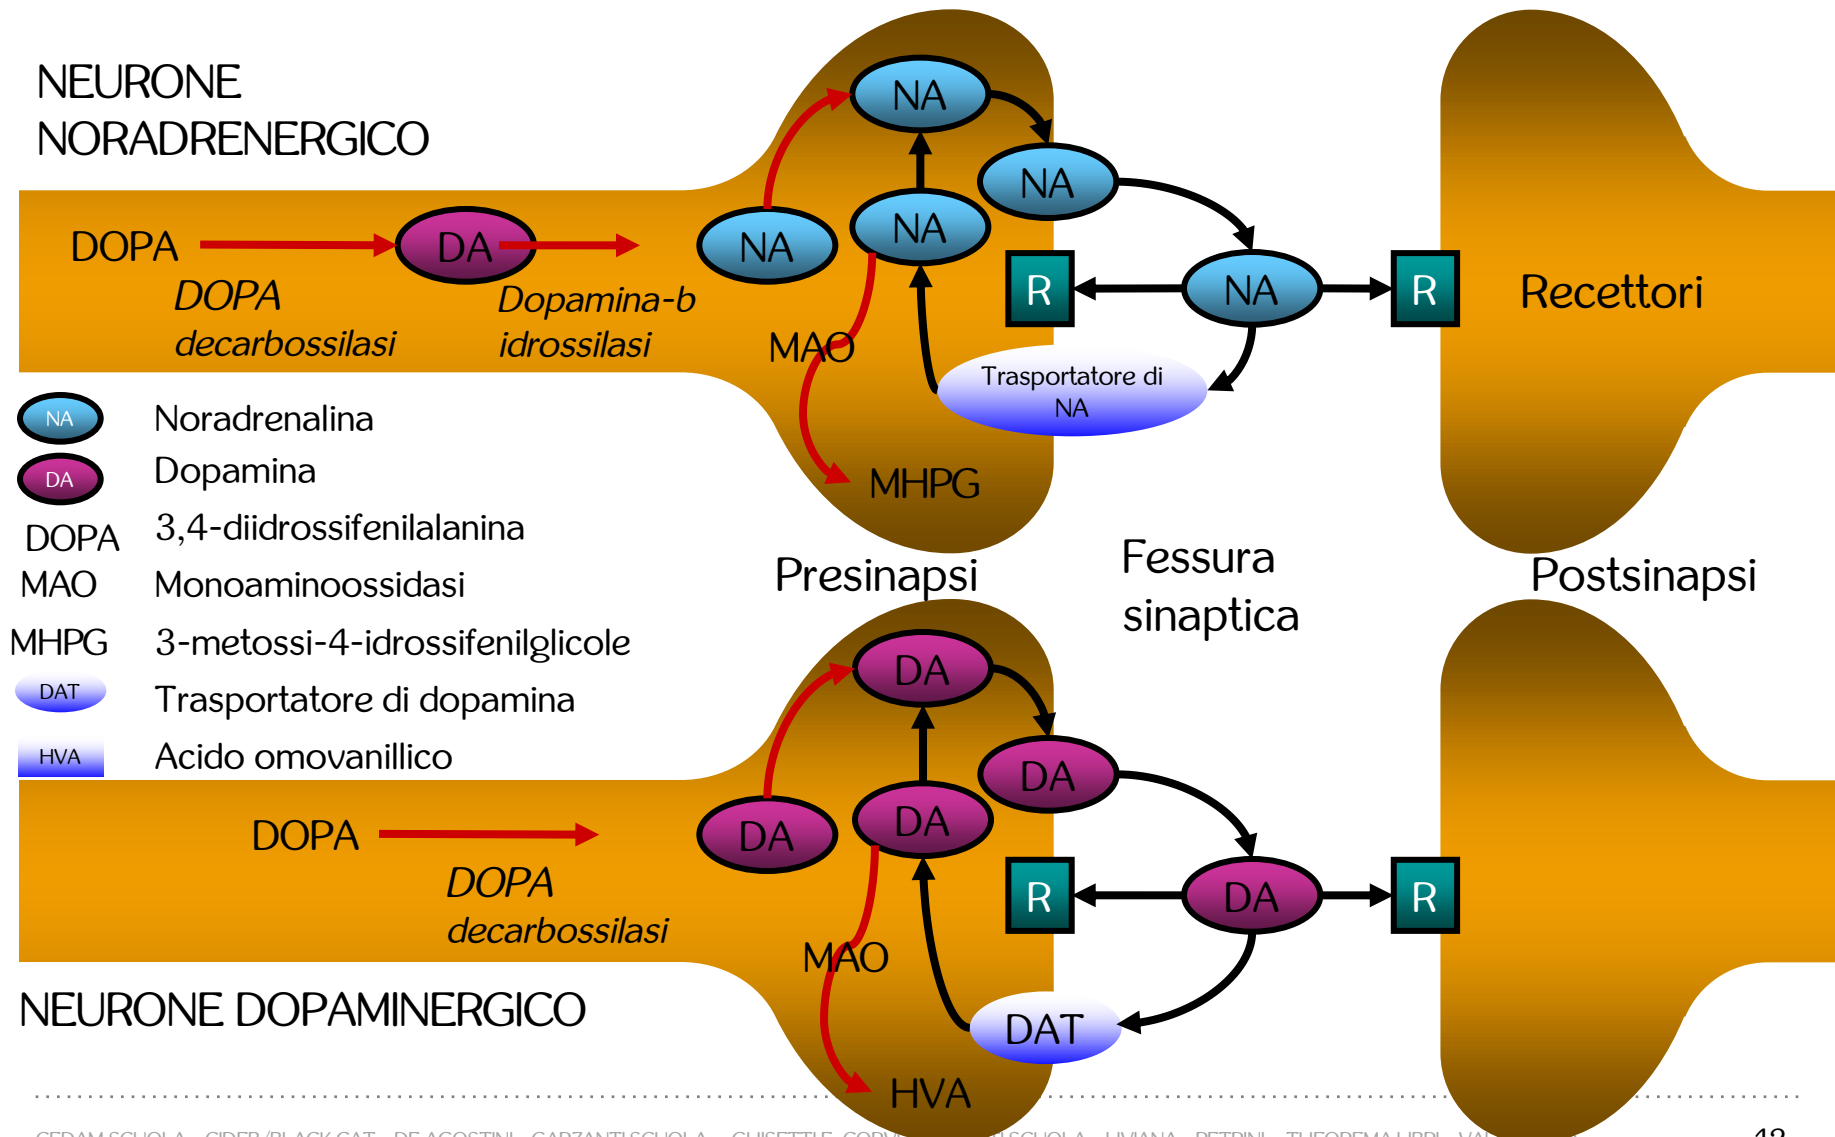 NEURONE
NORADRENERGICO
NA
NA
NA
NA
DOPA
DA
NA
DOPA
decarbossilasi
Dopamina-b
idrossilasi
R
NA
R
Recettori
MAO
Trasportatore di
NA
MHPG
NA Noradrenalina
DA Dopamina
DOPA 3,4-diidrossifenilalanina
MAO Monoaminoossidasi
MHPG 3-metossi-4-idrossifenilglicole
DAT Trasportatore di dopamina
HVA Acido omovanillico
Presinapsi
Fessura
sinaptica
Postsinapsi
DA
DA
DA
DOPA
DA
DOPA
decarbossilasi
R
DA
R
MAO
NEURONE DOPAMINERGICO
DAT
HVA